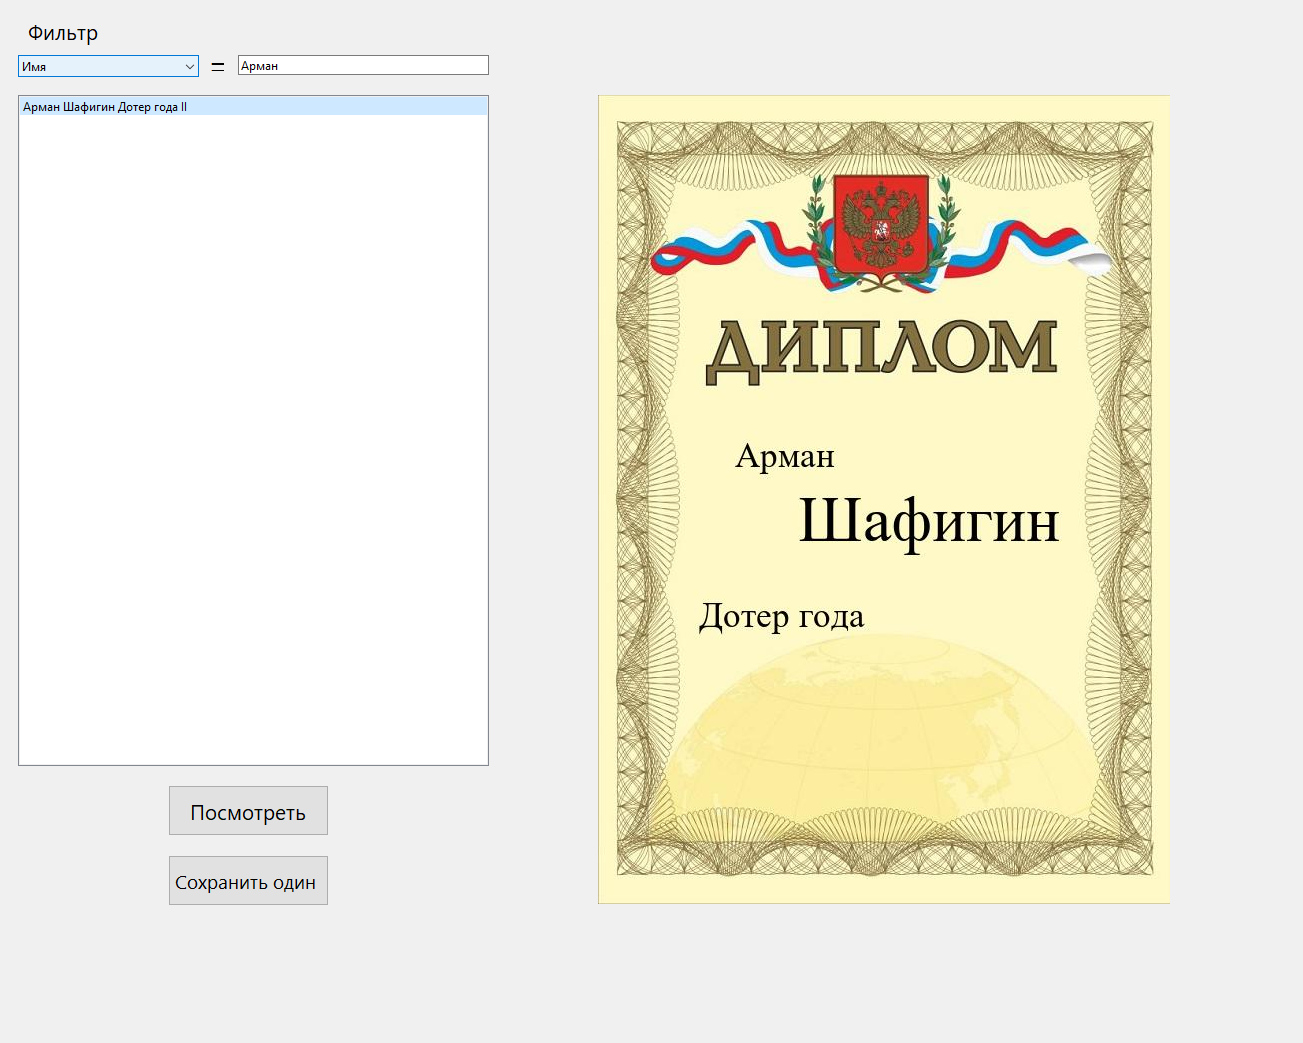 Фильтр
Имя = Арман
Арман Шафигин Дотер года II
Посмотреть
Сохранить один
ДИПЛОМ
Арман
Шафигин
Дотер года